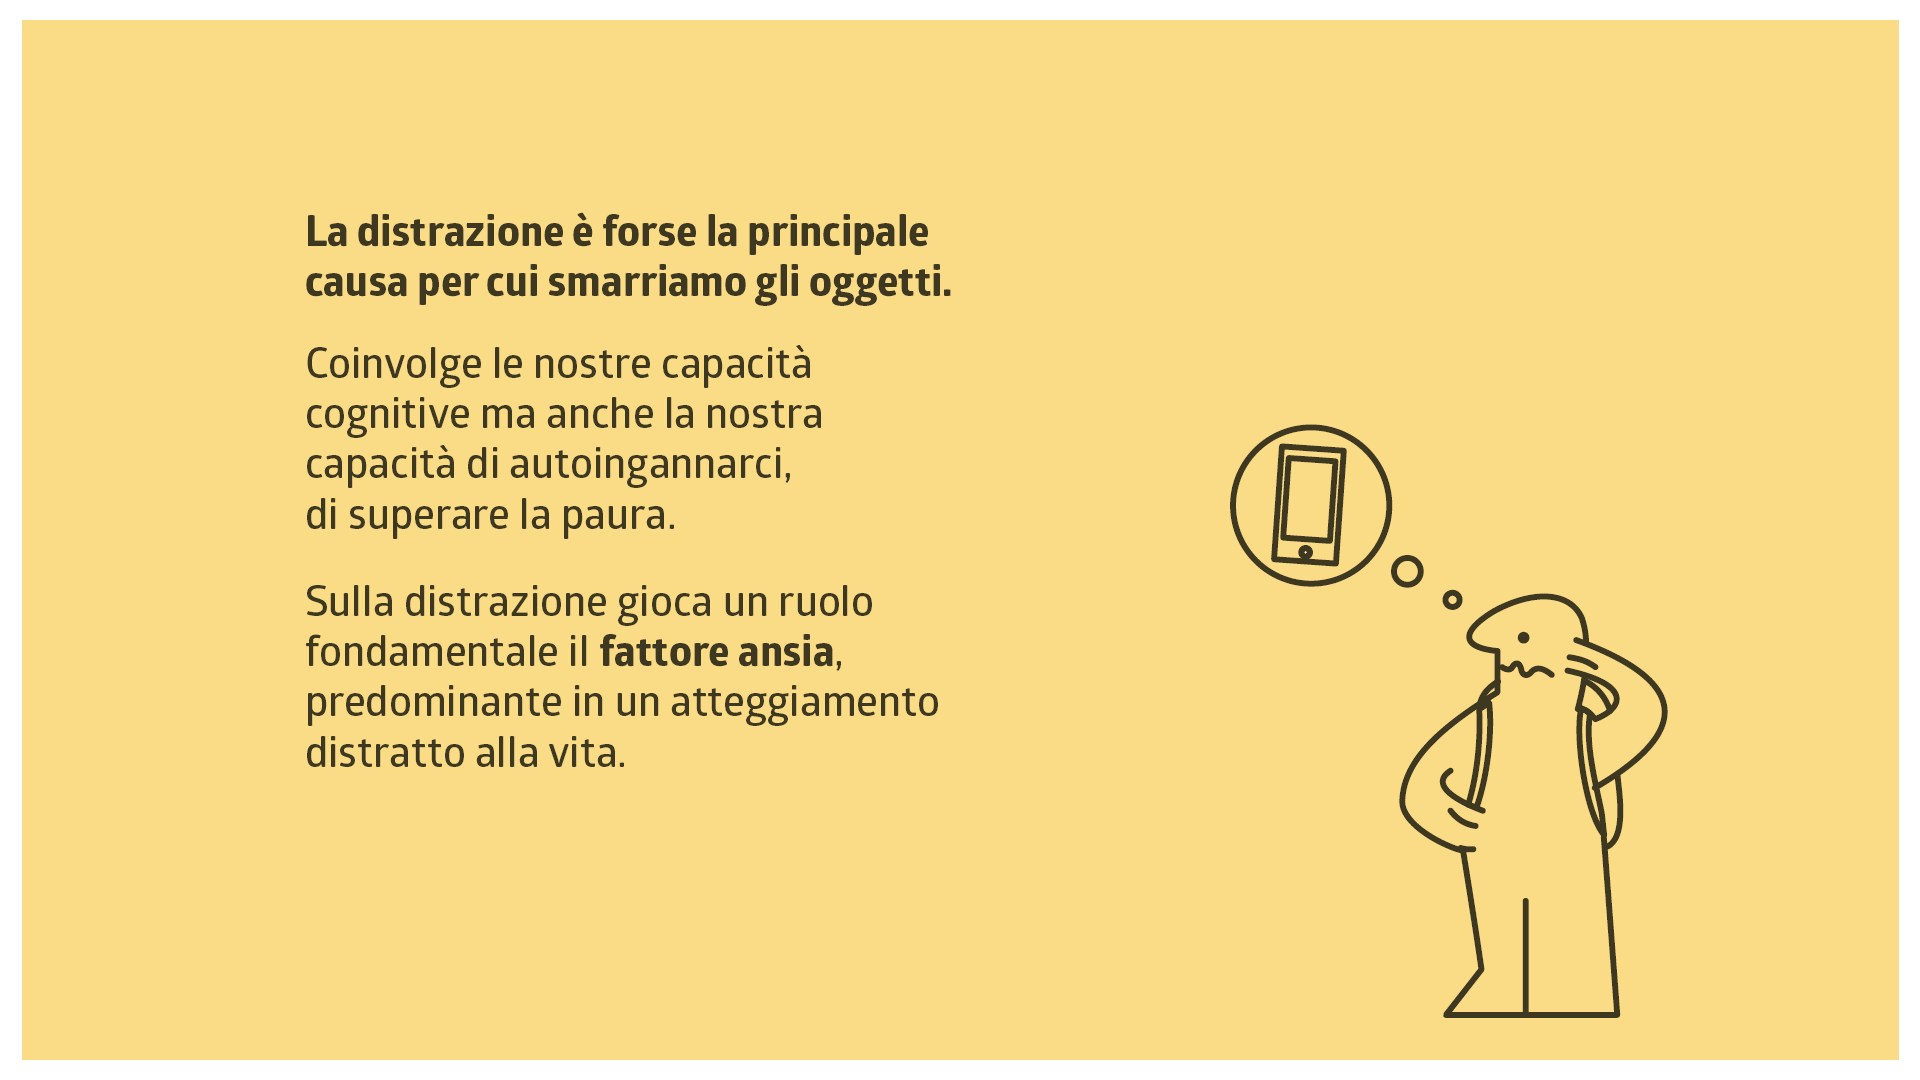 La distrazione è forse la principale
causa per cui smarriamo gli oggetti.
Coinvolge le nostre capacità
cognitive ma anche la nostra
capacità di autoingannarci,
di superare la paura.
Sulla distrazione gioca un ruolo
fondamentale il fattore ansia,
predominante in un atteggiamento
distratto alla vita.